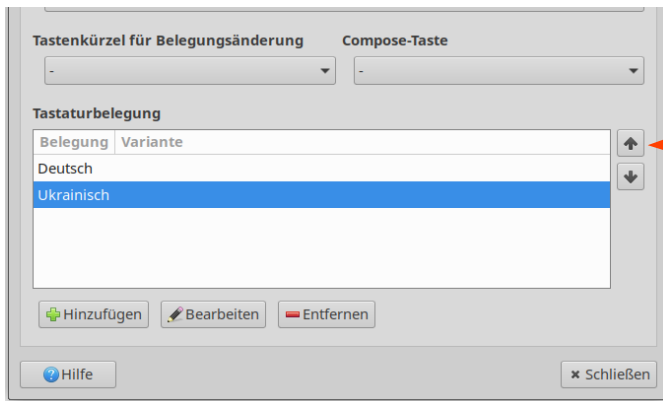 Tastenkürzel für Belegungsänderung Compose-Taste
- -
Tastaturbelegung
Belegung Variante
Deutsch
Ukrainisch
Hinzufügen Bearbeiten Entfernen
Hilfe Schließen